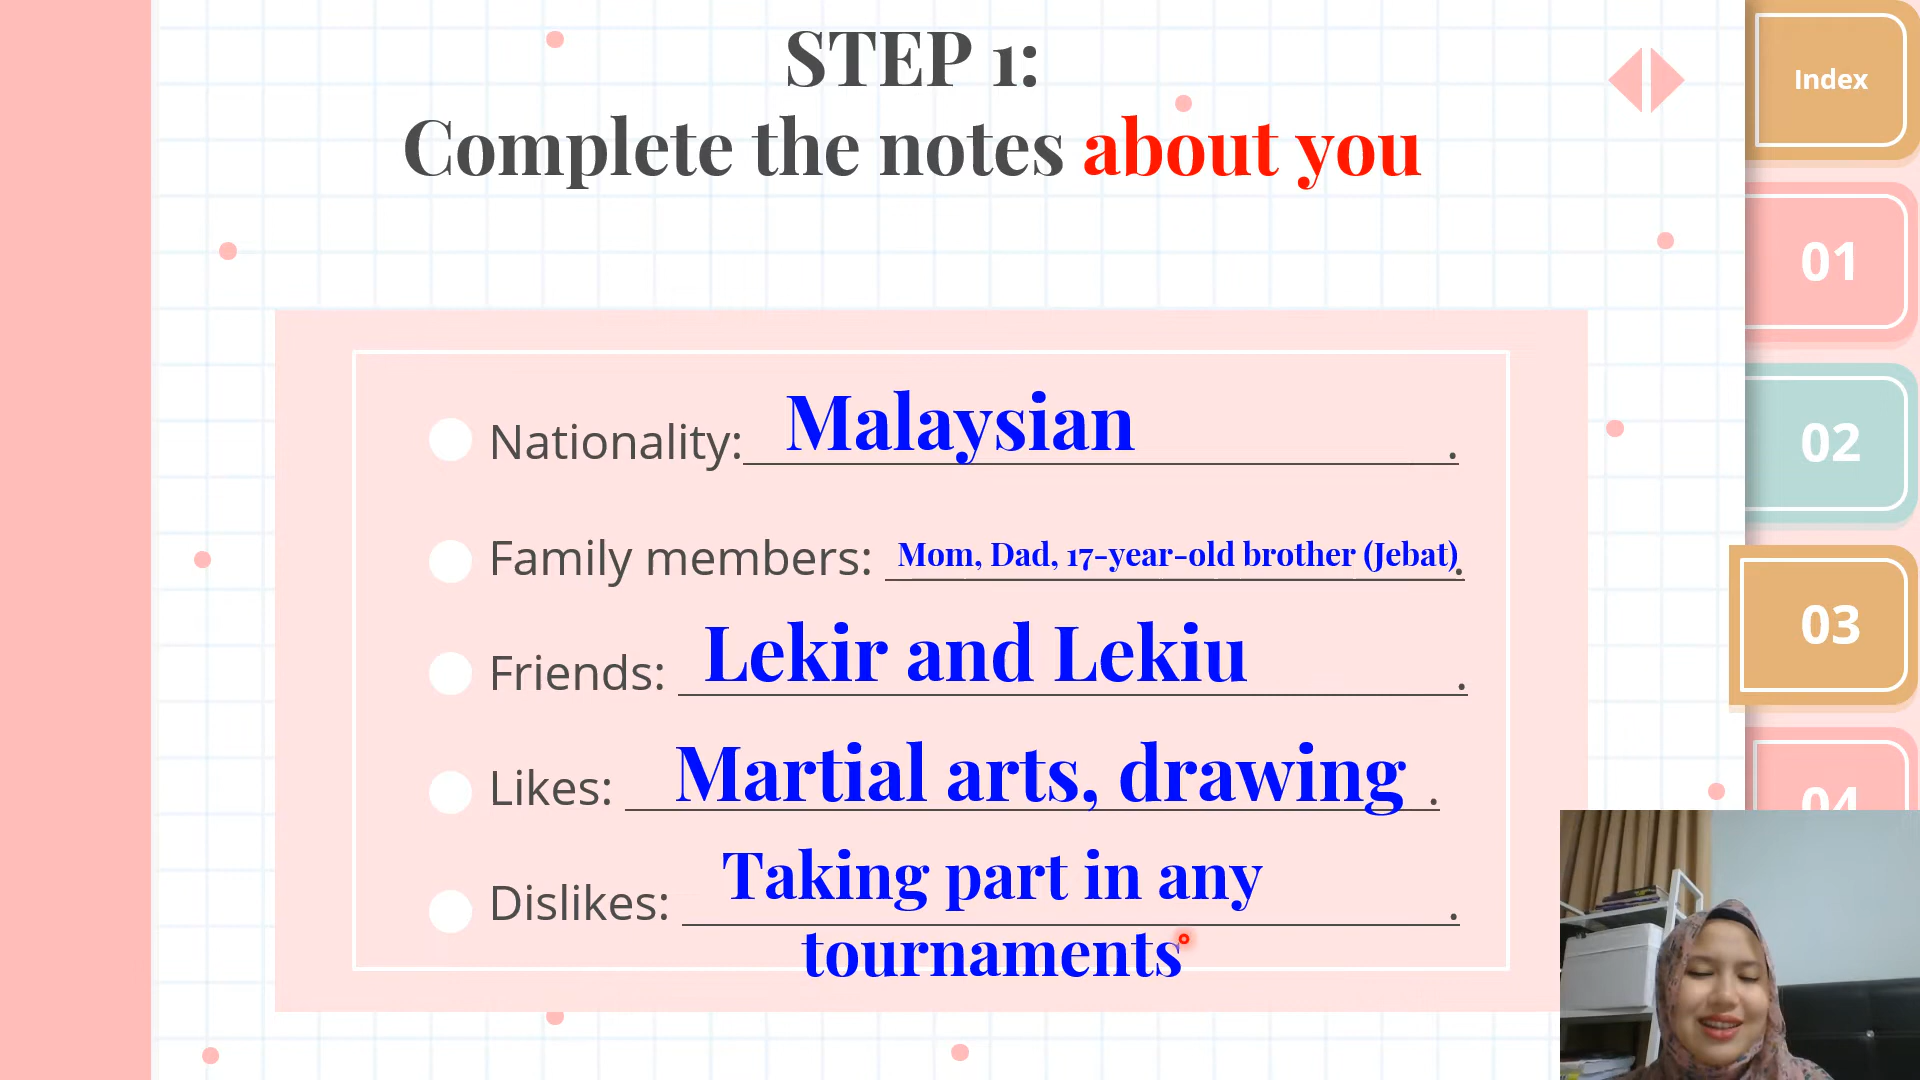 STEP 1:
Complete the notes about you
Index
01
02
03
04
Nationality: Malaysian .
Family members: Mom, Dad, 17-year-old brother (Jebat).
Friends: Lekir and Lekiu .
Likes: Martial arts, drawing .
Dislikes: Taking part in any .
tournaments